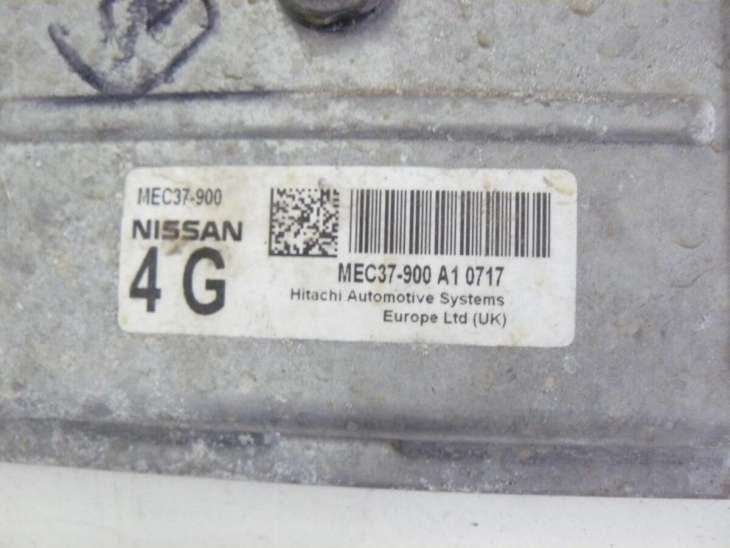 MEC37-900
NISSAN
4 G
MEC37-900 A1 0717
Hitachi Automotive Systems
Europe Ltd (UK)